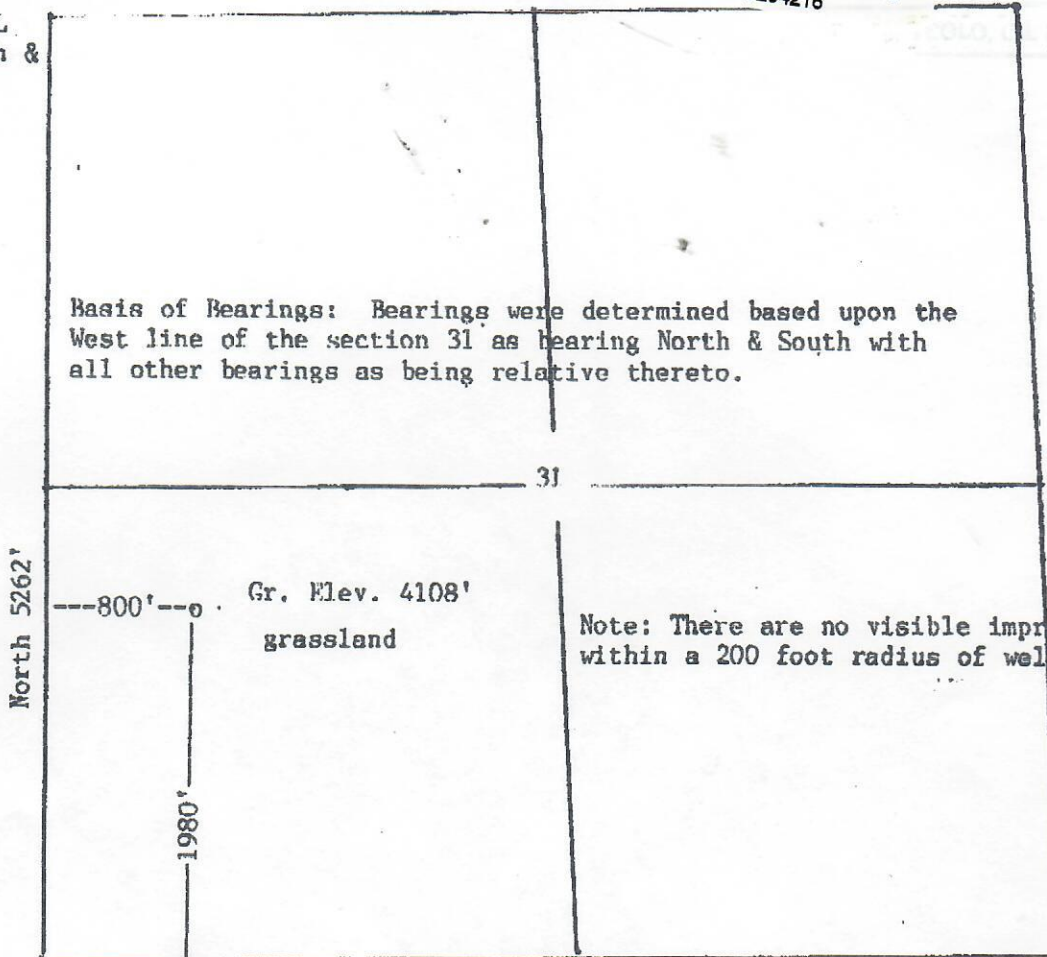 &
Basis of Bearings: Bearings were determined based upon the
West line of the section 31 as bearing North & South with
all other bearings as being relative thereto.
31
North 5262'
---800'--o
Gr. Elev. 4108'
grassland
Note: There are no visible impr
within a 200 foot radius of wel
1980'